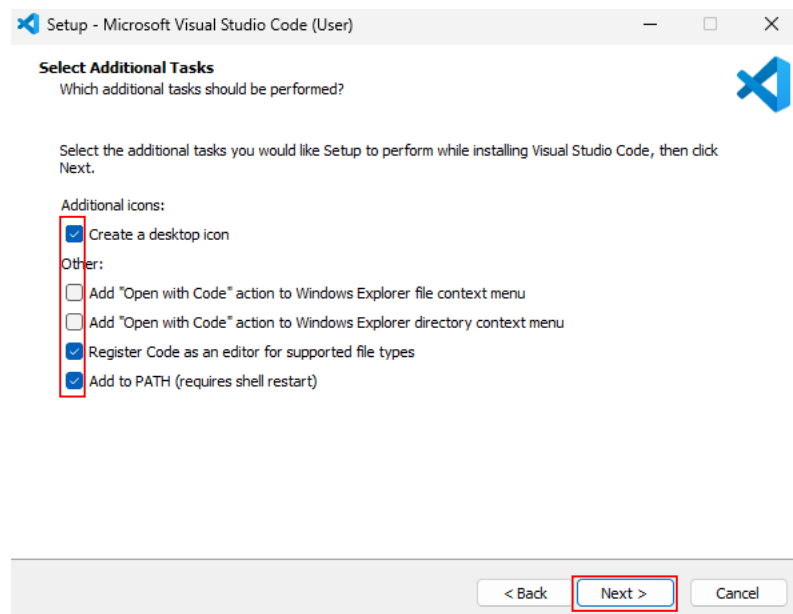 Setup - Microsoft Visual Studio Code (User)
Select Additional Tasks
Which additional tasks should be performed?
Select the additional tasks you would like Setup to perform while installing Visual Studio Code, then click
Next.
Additional icons:
Create a desktop icon
Other:
Add "Open with Code" action to Windows Explorer file context menu
Add "Open with Code" action to Windows Explorer directory context menu
Register Code as an editor for supported file types
Add to PATH (requires shell restart)
< Back
Next >
Cancel